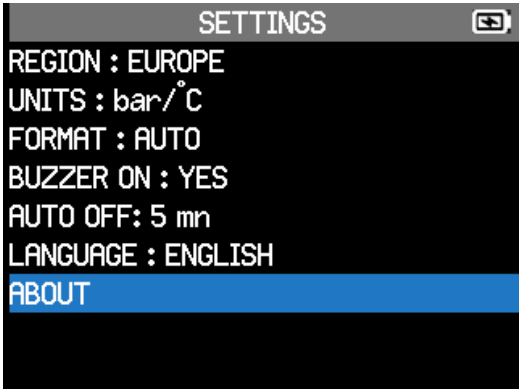 SETTINGS
REGION : EUROPE
UNITS : bar/°C
FORMAT : AUTO
BUZZER ON : YES
AUTO OFF: 5 mn
LANGUAGE : ENGLISH
ABOUT